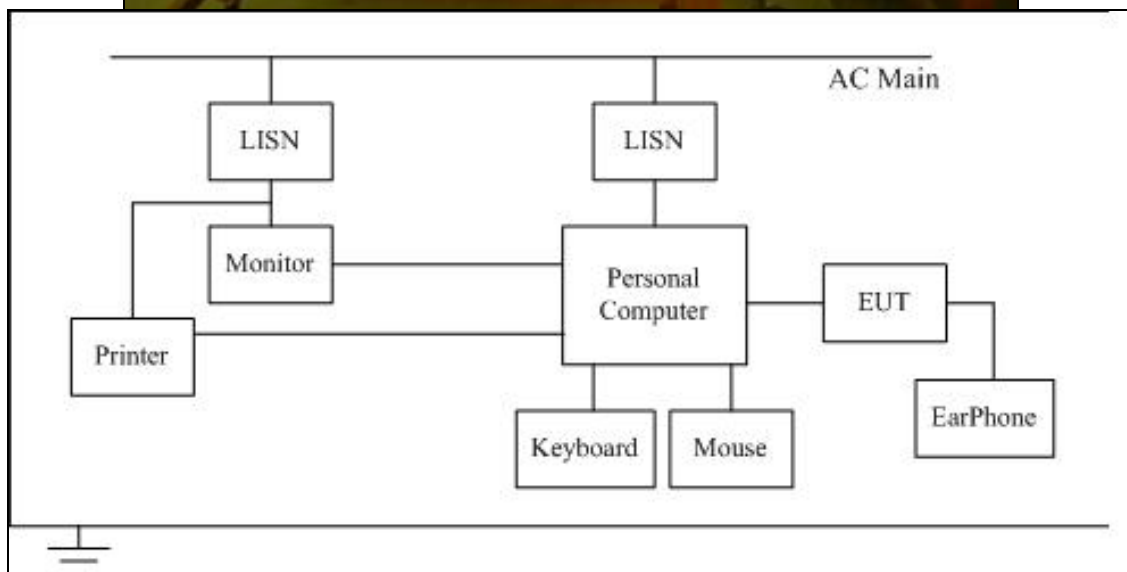 AC Main
LISN
LISN
Monitor
Personal
Computer
EUT
Printer
EarPhone
Keyboard
Mouse